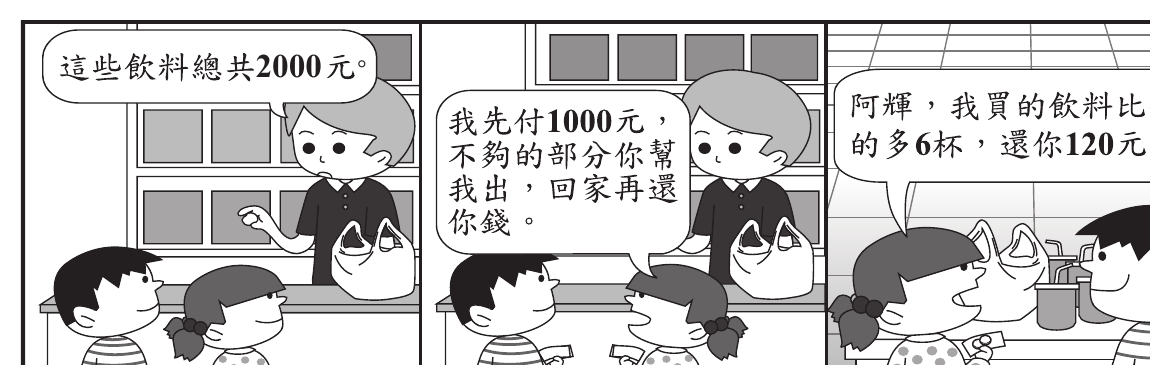 這些飲料總共2000元。
我先付1000元，
不夠的部分你幫
我出，回家再還
你錢。
阿輝，我買的飲料比
的多6杯，還你120元